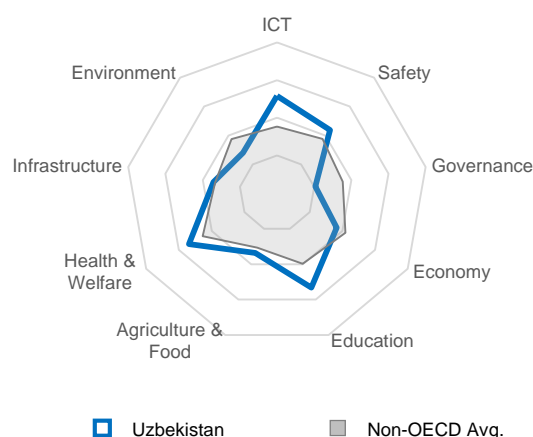 ICT
Environment
Safety
Infrastructure
Governance
Health &
Welfare
Economy
Agriculture &
Food
Education
Uzbekistan
Non-OECD Avg.